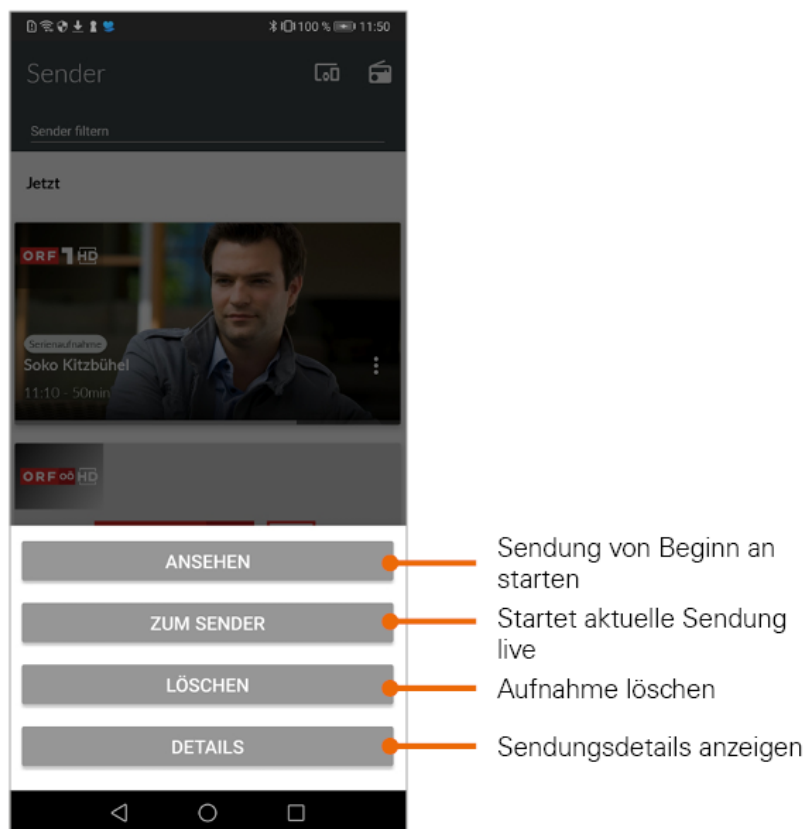 100 % 11:50
Sender
Sender filtern
Jetzt
ORF 1 HD
Serienaufnahme
Soko Kitzbühel
11:10 - 50min
ORF oö HD
ANSEHEN
Sendung von Beginn an
starten
ZUM SENDER
Startet aktuelle Sendung
live
LÖSCHEN
Aufnahme löschen
DETAILS
Sendungsdetails anzeigen